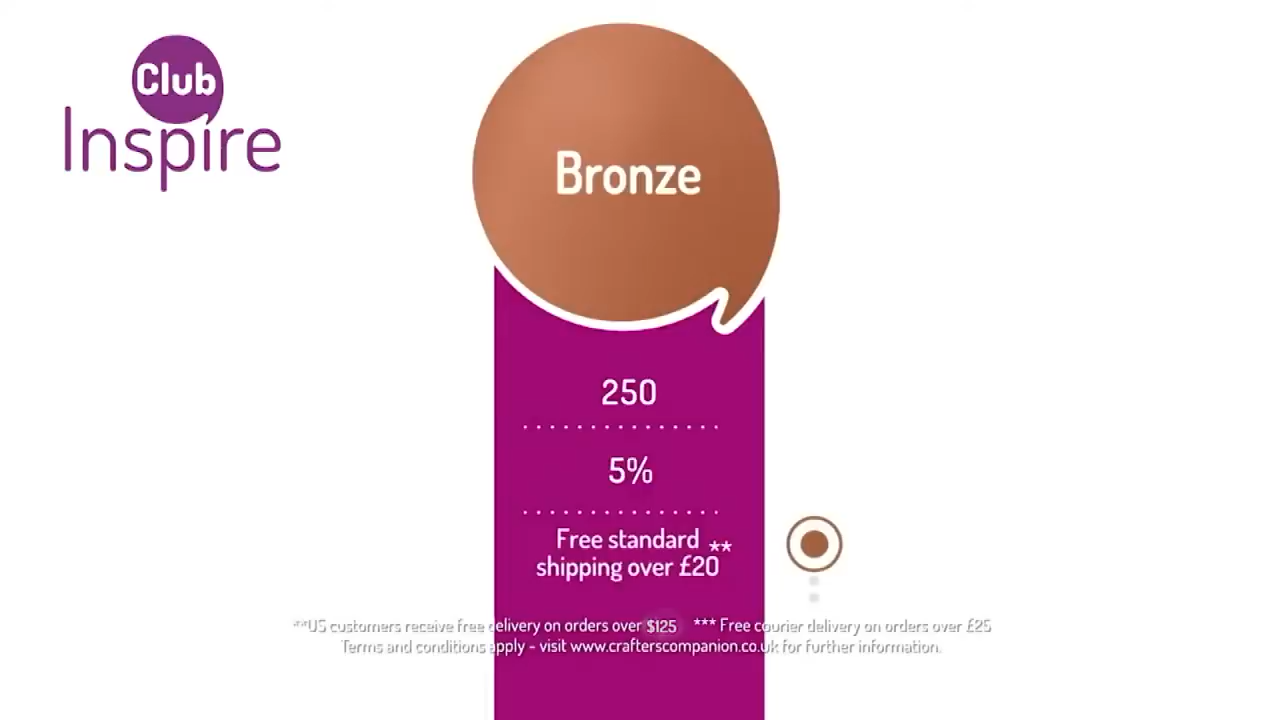 Club
Inspire
Bronze
250
5%
Free standard
shipping over £20**
**US customers receive free delivery on orders over $125 *** Free courier delivery on orders over £25
Terms and conditions apply - visit www.crafterscompanion.co.uk for further information.